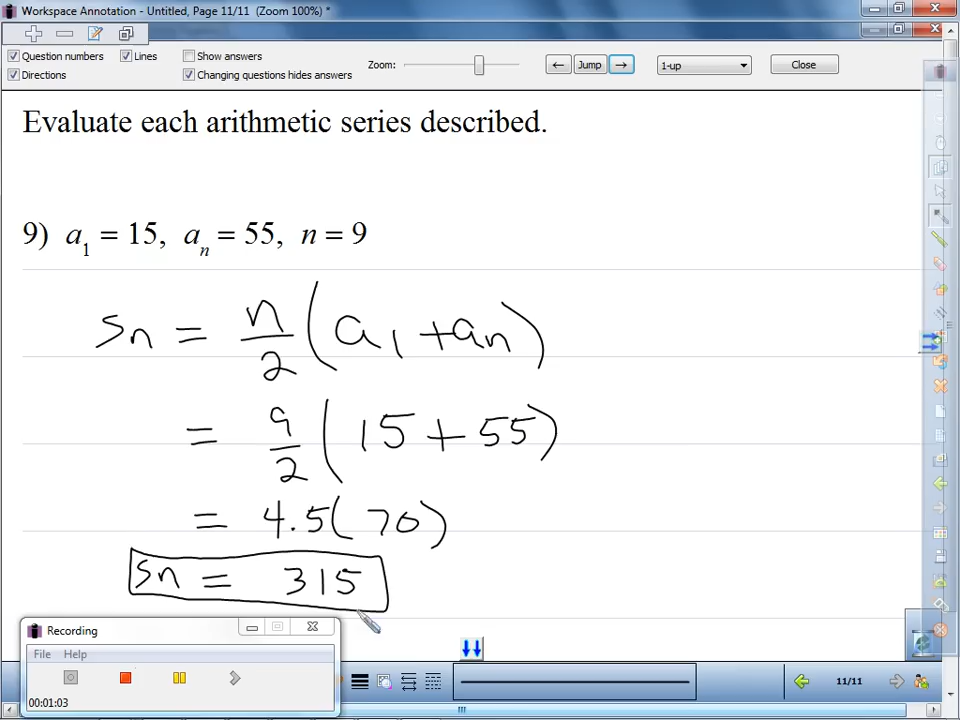 Workspace Annotation - Untitled, Page 11/11 (Zoom 100%) *
Question numbers Lines Show answers
Directions Changing questions hides answers
Zoom: ← Jump → 1-up Close
Evaluate each arithmetic series described.
9) a₁ = 15, aₙ = 55, n = 9
Sn = n/2 (a₁ + an)
= 9/2 (15 + 55)
= 4.5(70)
Sn = 315
Recording
File Help
00:01:03
11/11